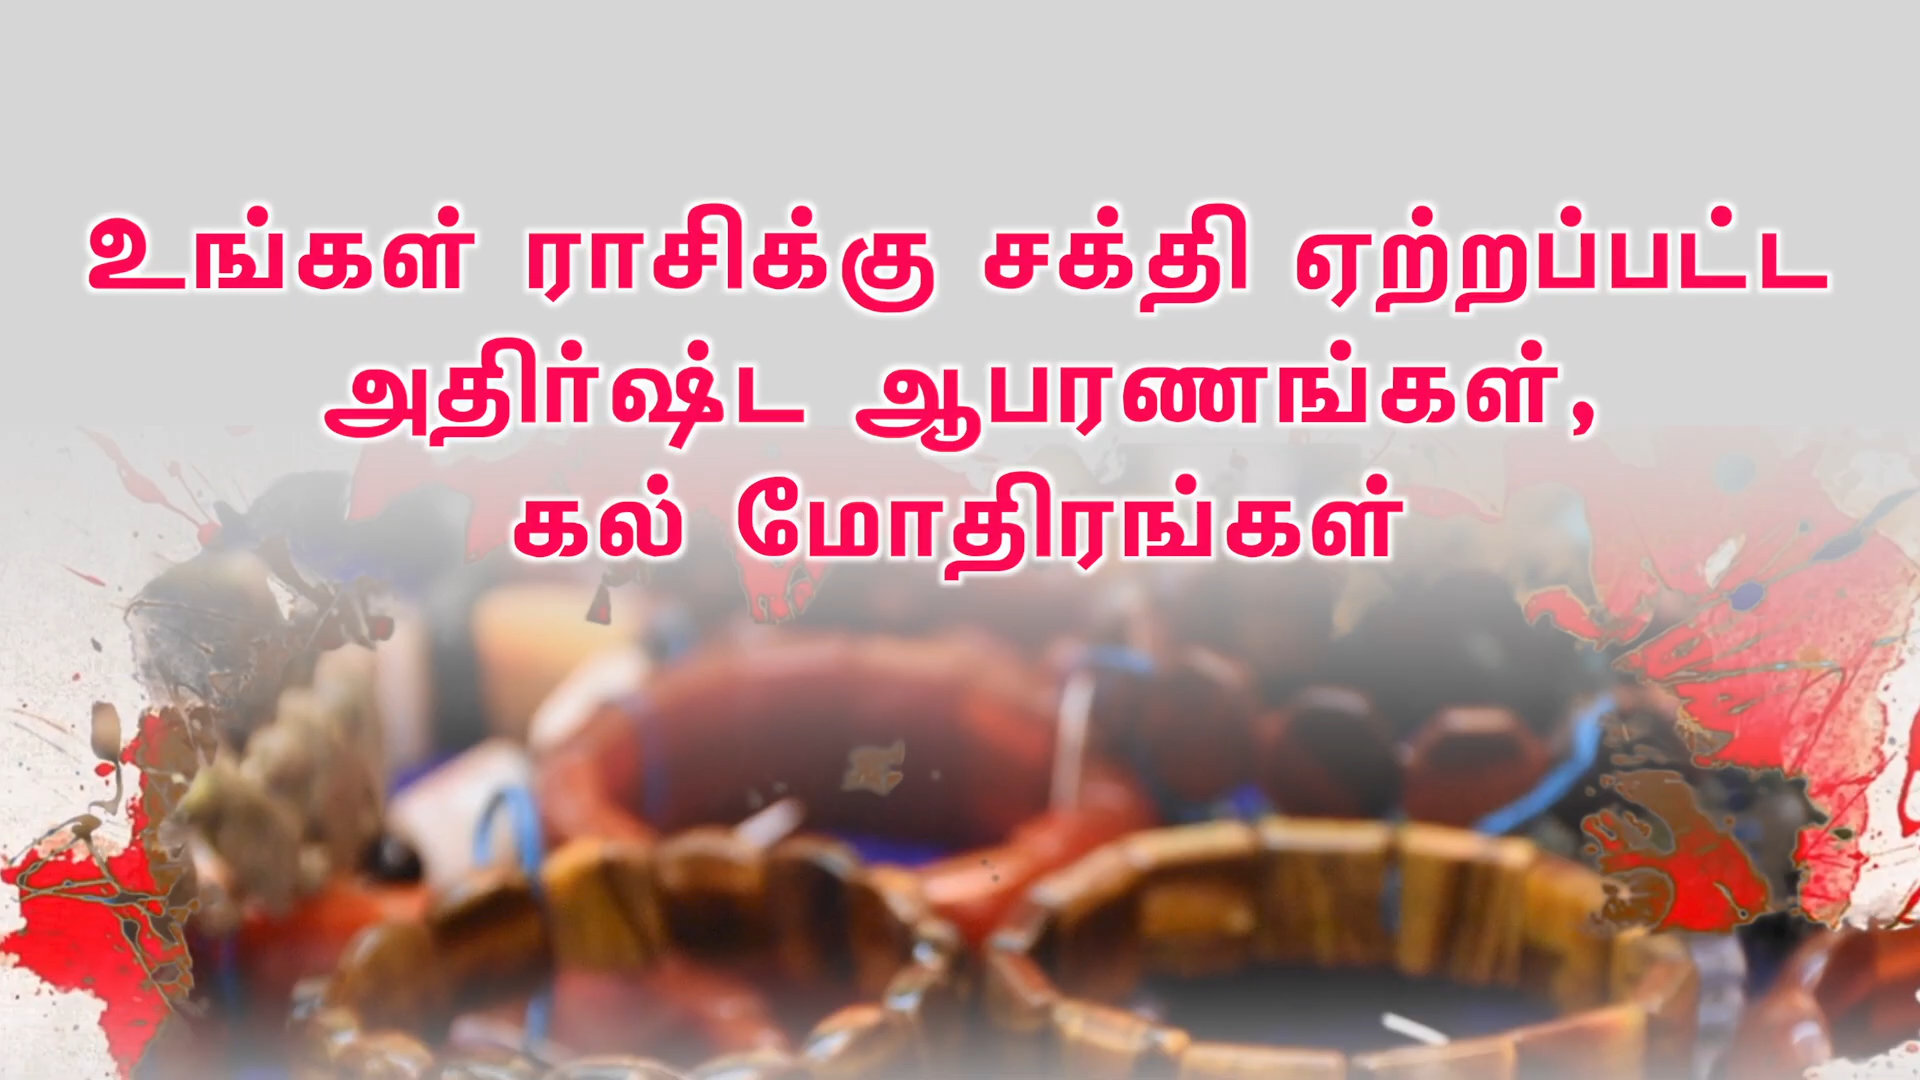 உங்கள் ராசிக்கு சக்தி ஏற்றப்பட்ட
அதிர்ஷ்ட ஆபரணங்கள்,
கல் மோதிரங்கள்